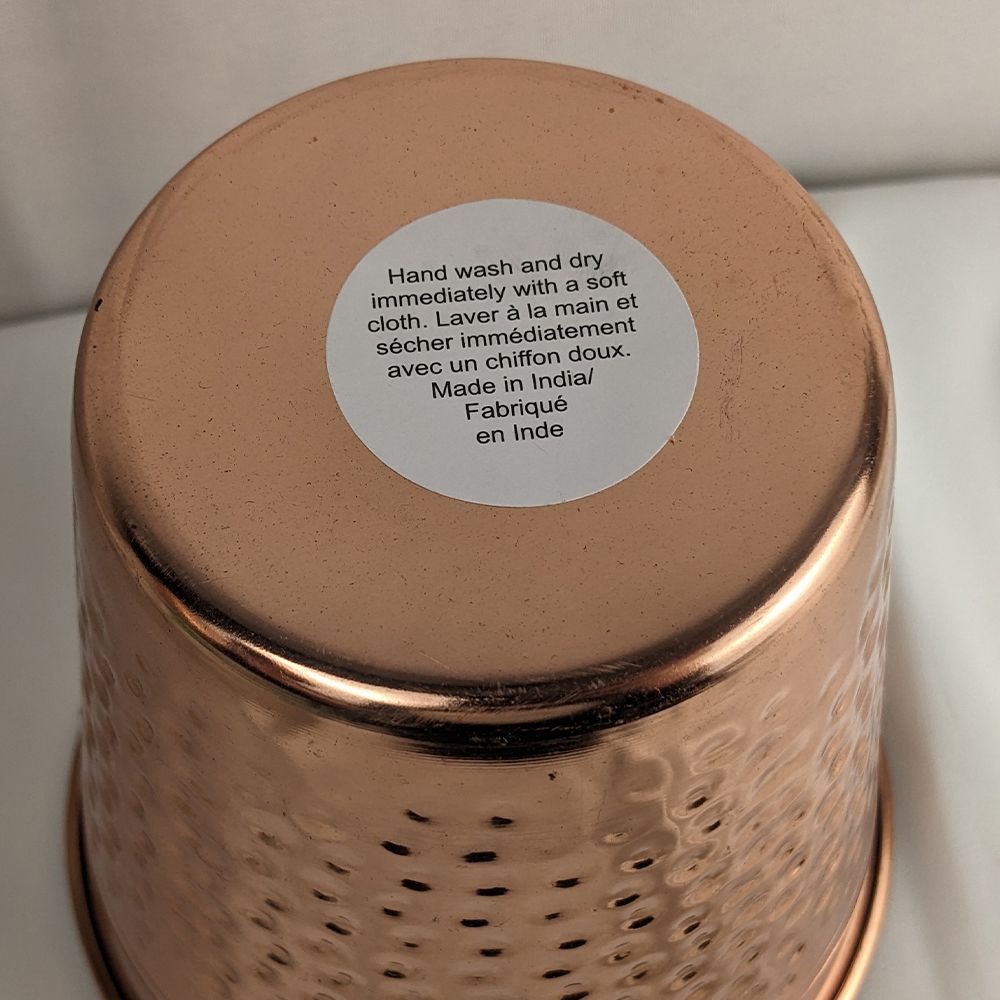 Hand wash and dry
immediately with a soft
cloth. Laver à la main et
sécher immédiatement
avec un chiffon doux.
Made in India/
Fabriqué
en Inde